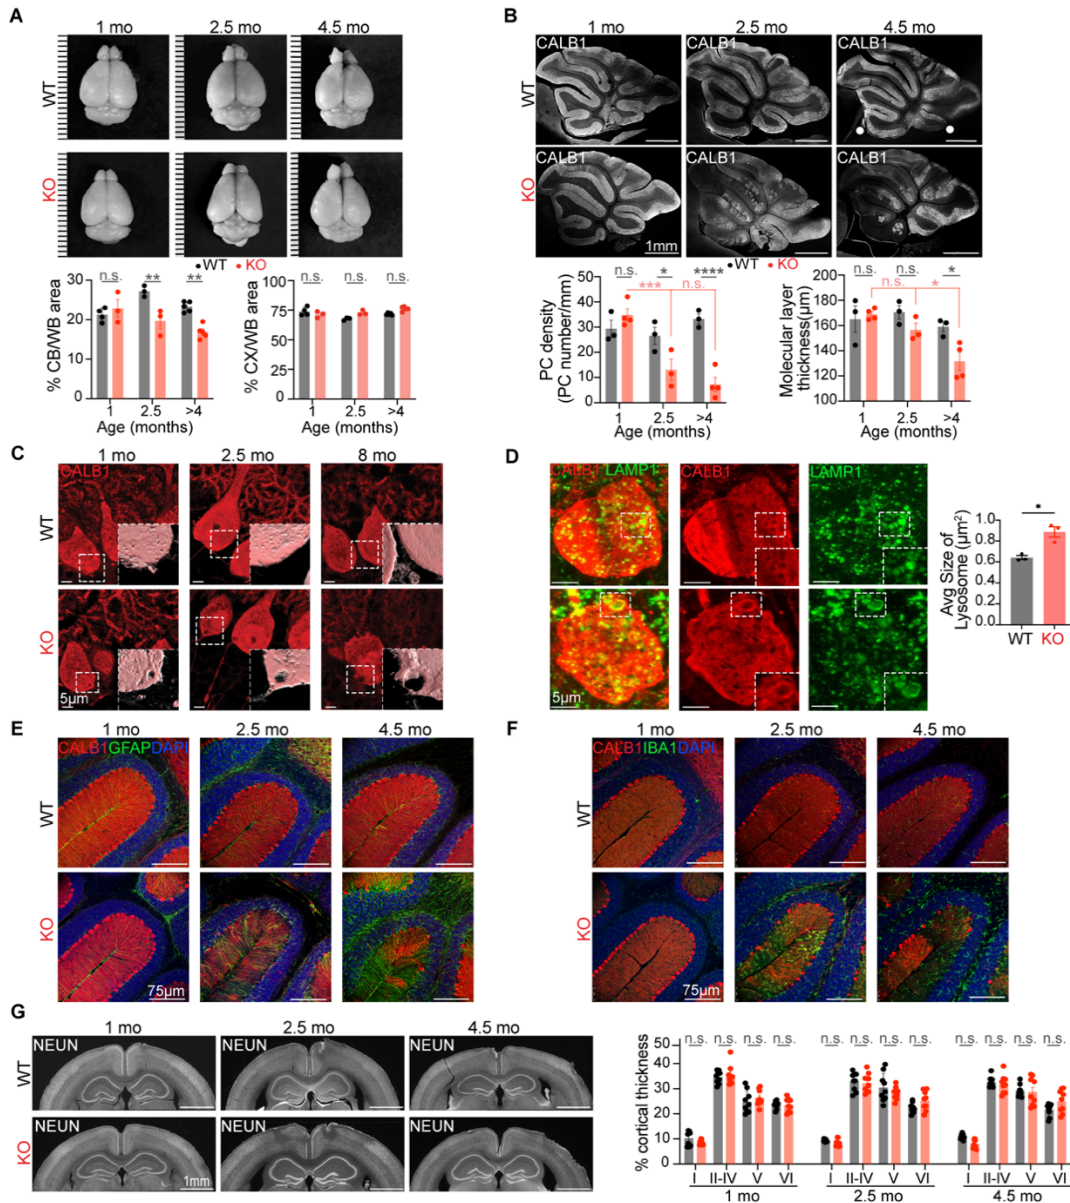 A
1 mo 2.5 mo 4.5 mo
WT
KO
WT KO
n.s. ** **
% CB/WB area
30
20
10
0
1 2.5 >4
Age (months)
n.s. n.s. n.s.
% CX/WB area
100
75
50
25
0
1 2.5 >4
Age (months)
B
1 mo 2.5 mo 4.5 mo
WT
CALB1 CALB1 CALB1
KO
CALB1 CALB1 CALB1
1mm
WT KO
n.s. * ****
*** n.s.
PC density
(PC number/mm)
50
40
30
20
10
0
1 2.5 >4
Age (months)
n.s. n.s. *
n.s. *
Molecular layer
thickness(µm)
200
180
160
140
120
100
1 2.5 >4
Age (months)
C
1 mo 2.5 mo 8 mo
CALB1
WT
KO
5µm
D
CALB1 LAMP1 CALB1 LAMP1
WT
KO
5µm
*
Avg Size of
Lysosome (µm²)
1.0
0.8
0.6
0.4
0.2
0
WT KO
E
1 mo 2.5 mo 4.5 mo
CALB1GFAPDAPI
WT
KO
75µm
F
1 mo 2.5 mo 4.5 mo
CALB1IBA1DAPI
WT
KO
75µm
G
1 mo 2.5 mo 4.5 mo
WT
NEUN NEUN NEUN
KO
NEUN NEUN NEUN
1mm
n.s. n.s. n.s. n.s. n.s. n.s. n.s. n.s. n.s. n.s. n.s. n.s.
% cortical thickness
50
40
30
20
10
0
I II-IV V VI I II-IV V VI I II-IV V VI
1 mo 2.5 mo 4.5 mo